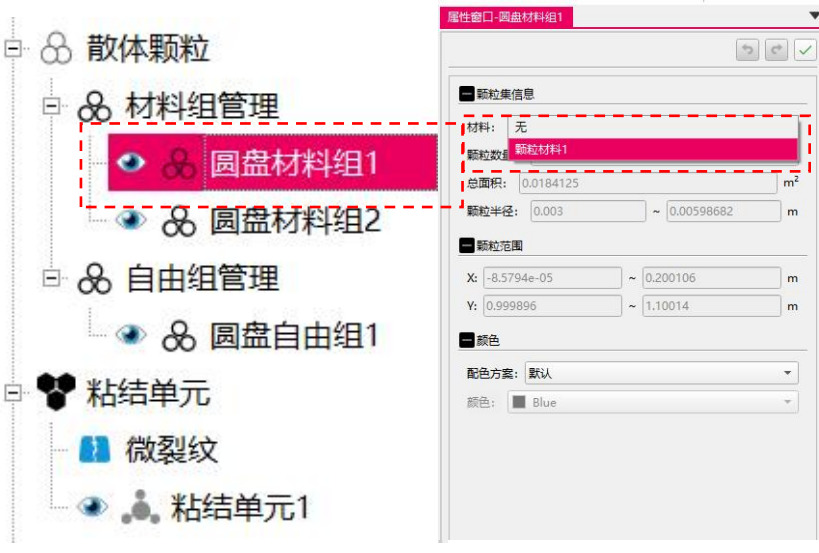 散体颗粒
材料组管理
圆盘材料组1
圆盘材料组2
自由组管理
圆盘自由组1
粘结单元
微裂纹
粘结单元1
属性窗口-圆盘材料组1
颗粒集信息
材料: 无
颗粒材料1
颗粒数量
总面积: 0.0184125 m²
颗粒半径: 0.003 ~ 0.00598682 m
颗粒范围
X: -8.5794e-05 ~ 0.200106 m
Y: 0.999896 ~ 1.10014 m
颜色
配色方案: 默认
颜色: Blue